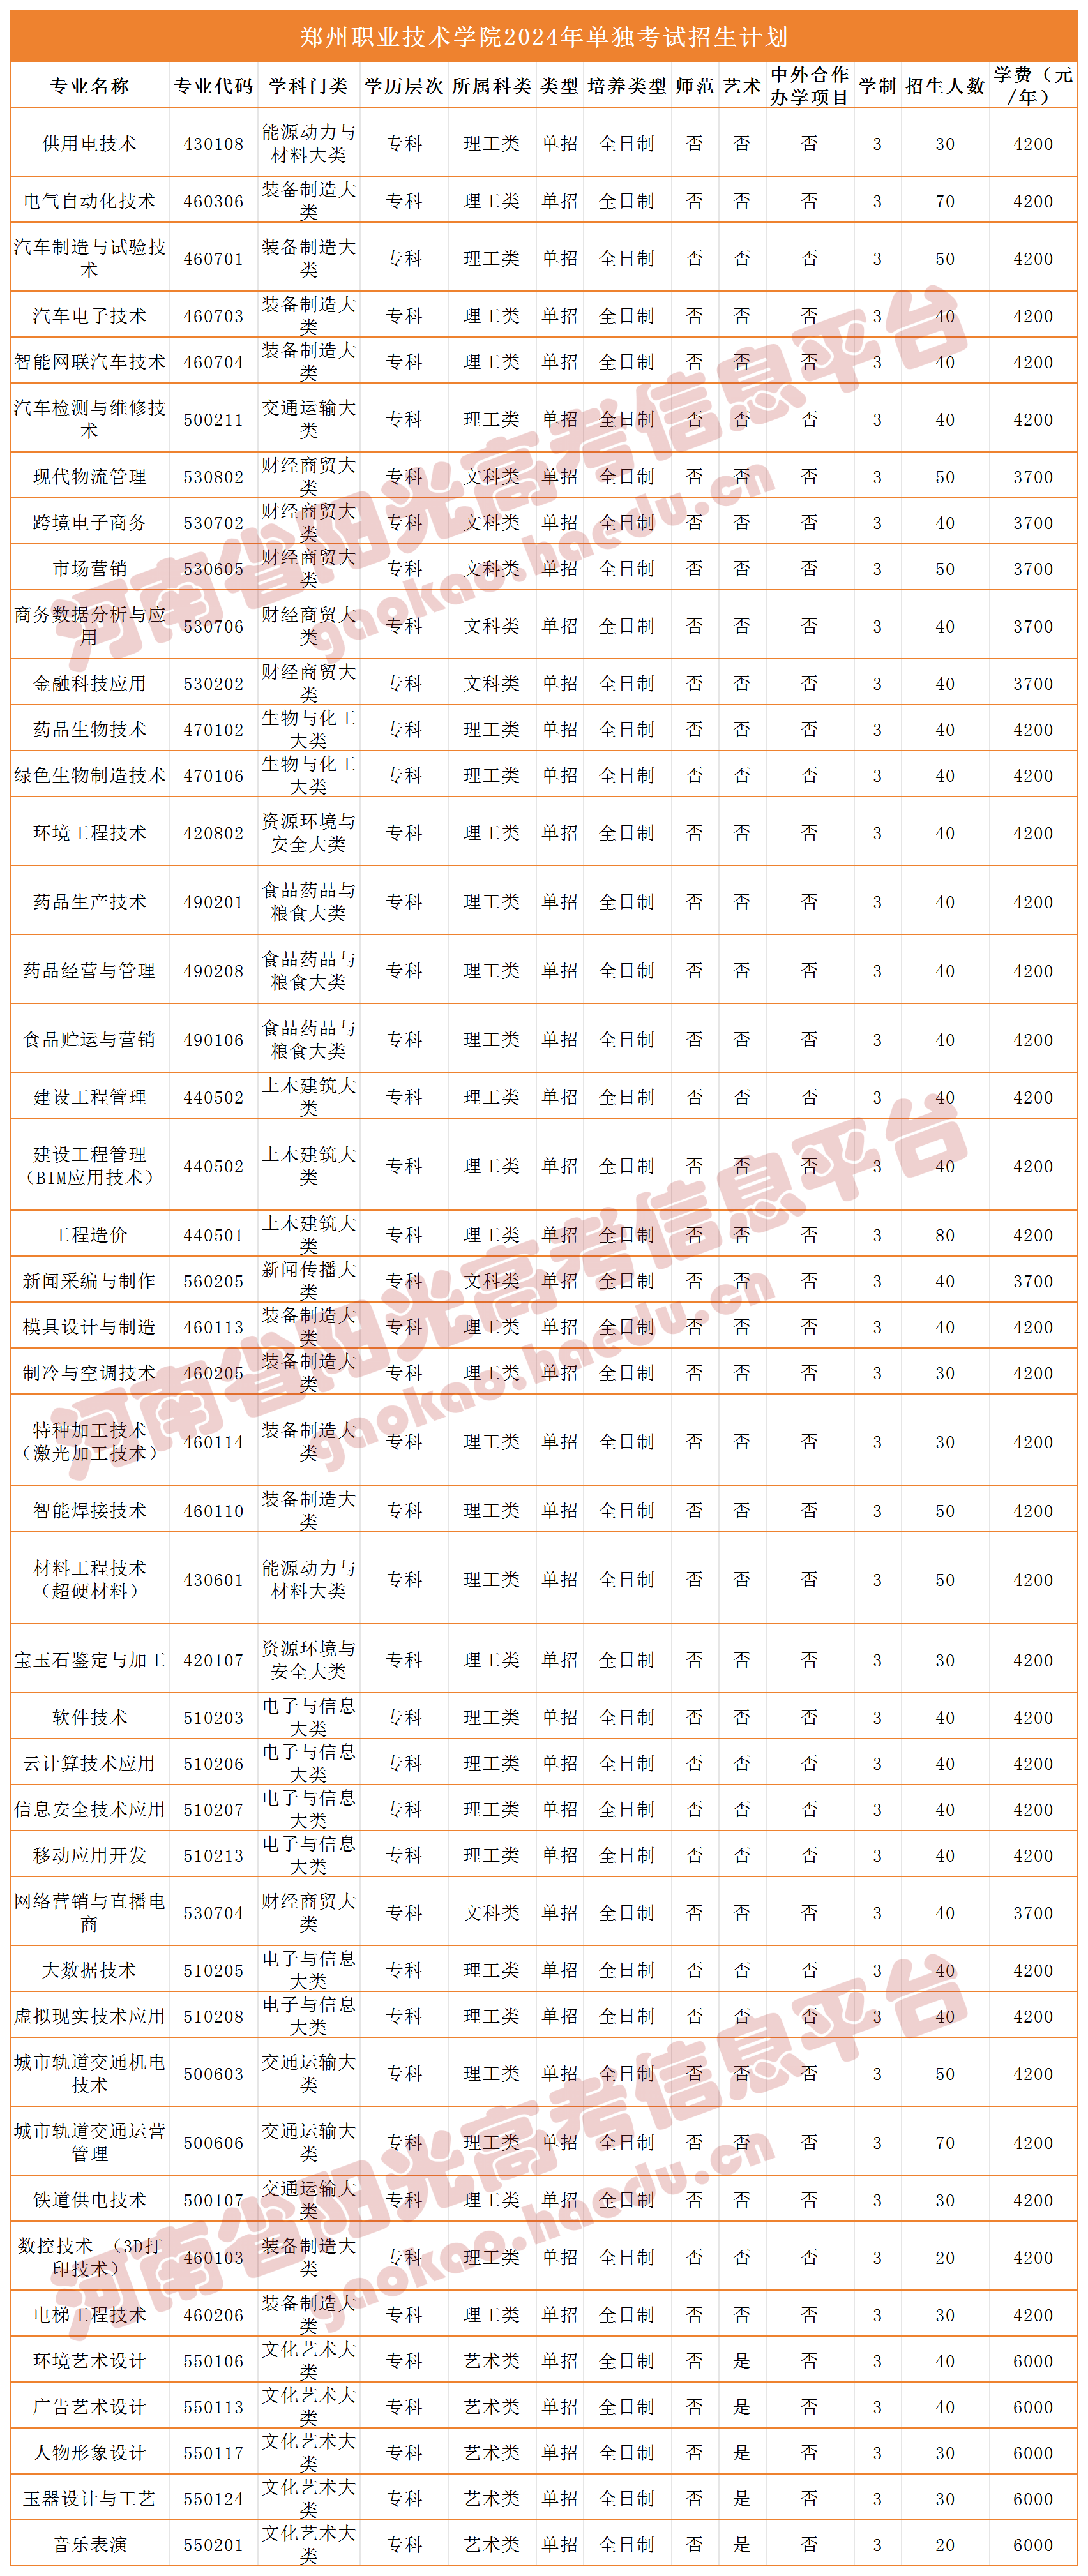 郑州职业技术学院2024年单独考试招生计划
专业名称 专业代码 学科门类 学历层次 所属科类 类型 培养类型 师范 艺术 中外合作办学项目 学制 招生人数 学费（元/年）
供用电技术 430108 能源动力与材料大类 专科 理工类 单招 全日制 否 否 否 3 30 4200
电气自动化技术 460306 装备制造大类 专科 理工类 单招 全日制 否 否 否 3 70 4200
汽车制造与试验技术 460701 装备制造大类 专科 理工类 单招 全日制 否 否 否 3 50 4200
汽车电子技术 460703 装备制造大类 专科 理工类 单招 全日制 否 否 否 3 40 4200
智能网联汽车技术 460704 装备制造大类 专科 理工类 单招 全日制 否 否 否 3 40 4200
汽车检测与维修技术 500211 交通运输大类 专科 理工类 单招 全日制 否 否 否 3 40 4200
现代物流管理 530802 财经商贸大类 专科 文科类 单招 全日制 否 否 否 3 50 3700
跨境电子商务 530702 财经商贸大类 专科 文科类 单招 全日制 否 否 否 3 40 3700
市场营销 530605 财经商贸大类 专科 文科类 单招 全日制 否 否 否 3 50 3700
商务数据分析与应用 530706 财经商贸大类 专科 文科类 单招 全日制 否 否 否 3 40 3700
金融科技应用 530202 财经商贸大类 专科 文科类 单招 全日制 否 否 否 3 40 3700
药品生物技术 470102 生物与化工大类 专科 理工类 单招 全日制 否 否 否 3 40 4200
绿色生物制造技术 470106 生物与化工大类 专科 理工类 单招 全日制 否 否 否 3 40 4200
环境工程技术 420802 资源环境与安全大类 专科 理工类 单招 全日制 否 否 否 3 40 4200
药品生产技术 490201 食品药品与粮食大类 专科 理工类 单招 全日制 否 否 否 3 40 4200
药品经营与管理 490208 食品药品与粮食大类 专科 理工类 单招 全日制 否 否 否 3 40 4200
食品贮运与营销 490106 食品药品与粮食大类 专科 理工类 单招 全日制 否 否 否 3 40 4200
建设工程管理 440502 土木建筑大类 专科 理工类 单招 全日制 否 否 否 3 40 4200
建设工程管理（BIM应用技术） 440502 土木建筑大类 专科 理工类 单招 全日制 否 否 否 3 40 4200
工程造价 440501 土木建筑大类 专科 理工类 单招 全日制 否 否 否 3 80 4200
新闻采编与制作 560205 新闻传播大类 专科 文科类 单招 全日制 否 否 否 3 40 3700
模具设计与制造 460113 装备制造大类 专科 理工类 单招 全日制 否 否 否 3 40 4200
制冷与空调技术 460205 装备制造大类 专科 理工类 单招 全日制 否 否 否 3 30 4200
特种加工技术（激光加工技术） 460114 装备制造大类 专科 理工类 单招 全日制 否 否 否 3 30 4200
智能焊接技术 460110 装备制造大类 专科 理工类 单招 全日制 否 否 否 3 50 4200
材料工程技术（超硬材料） 430601 能源动力与材料大类 专科 理工类 单招 全日制 否 否 否 3 50 4200
宝玉石鉴定与加工 420107 资源环境与安全大类 专科 理工类 单招 全日制 否 否 否 3 30 4200
软件技术 510203 电子与信息大类 专科 理工类 单招 全日制 否 否 否 3 40 4200
云计算技术应用 510206 电子与信息大类 专科 理工类 单招 全日制 否 否 否 3 40 4200
信息安全技术应用 510207 电子与信息大类 专科 理工类 单招 全日制 否 否 否 3 40 4200
移动应用开发 510213 电子与信息大类 专科 理工类 单招 全日制 否 否 否 3 40 4200
网络营销与直播电商 530704 财经商贸大类 专科 文科类 单招 全日制 否 否 否 3 40 3700
大数据技术 510205 电子与信息大类 专科 理工类 单招 全日制 否 否 否 3 40 4200
虚拟现实技术应用 510208 电子与信息大类 专科 理工类 单招 全日制 否 否 否 3 40 4200
城市轨道交通机电技术 500603 交通运输大类 专科 理工类 单招 全日制 否 否 否 3 50 4200
城市轨道交通运营管理 500606 交通运输大类 专科 理工类 单招 全日制 否 否 否 3 70 4200
铁道供电技术 500107 交通运输大类 专科 理工类 单招 全日制 否 否 否 3 30 4200
数控技术 （3D打印技术） 460103 装备制造大类 专科 理工类 单招 全日制 否 否 否 3 20 4200
电梯工程技术 460206 装备制造大类 专科 理工类 单招 全日制 否 否 否 3 30 4200
环境艺术设计 550106 文化艺术大类 专科 艺术类 单招 全日制 否 是 否 3 40 6000
广告艺术设计 550113 文化艺术大类 专科 艺术类 单招 全日制 否 是 否 3 40 6000
人物形象设计 550117 文化艺术大类 专科 艺术类 单招 全日制 否 是 否 3 30 6000
玉器设计与工艺 550124 文化艺术大类 专科 艺术类 单招 全日制 否 是 否 3 30 6000
音乐表演 550201 文化艺术大类 专科 艺术类 单招 全日制 否 是 否 3 20 6000
河南省阳光高考信息平台
gaokao.haedu.cn
河南省阳光高考信息平台
gaokao.haedu.cn
河南省阳光高考信息平台
gaokao.haedu.cn